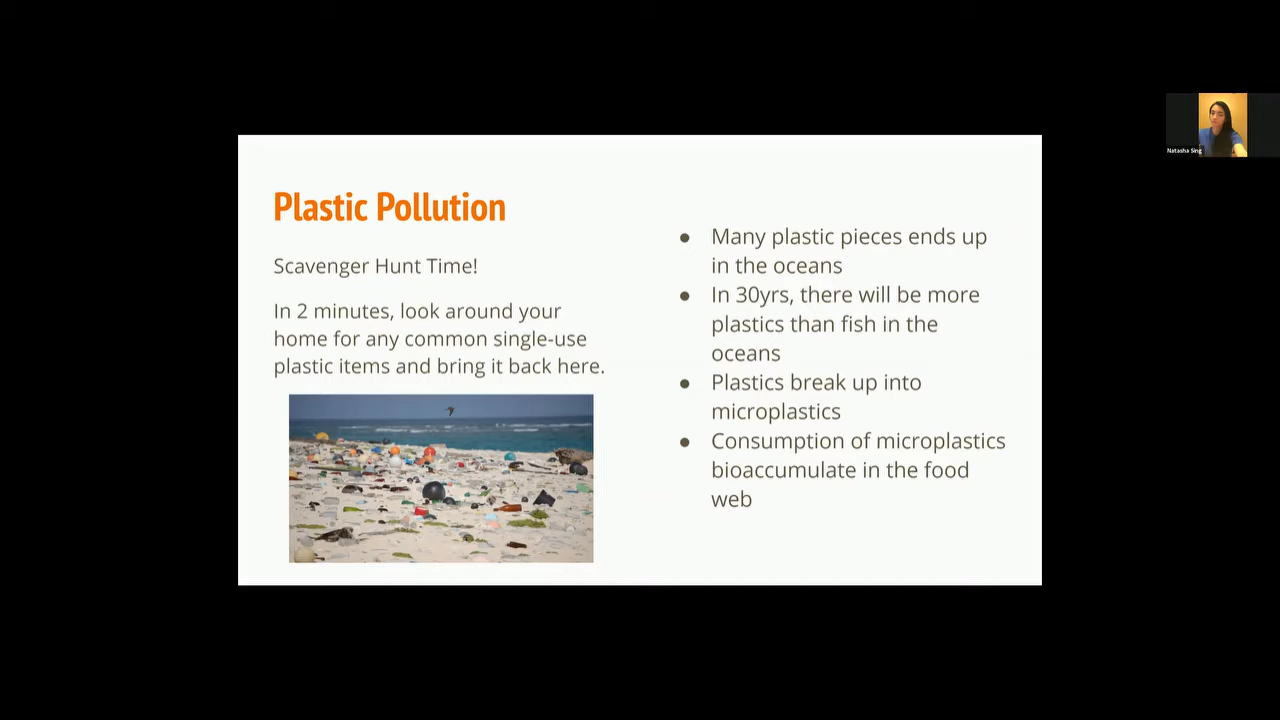 Plastic Pollution
Scavenger Hunt Time!
In 2 minutes, look around your
home for any common single-use
plastic items and bring it back here.
● Many plastic pieces ends up
in the oceans
● In 30yrs, there will be more
plastics than fish in the
oceans
● Plastics break up into
microplastics
● Consumption of microplastics
bioaccumulate in the food
web
Natasha Sing